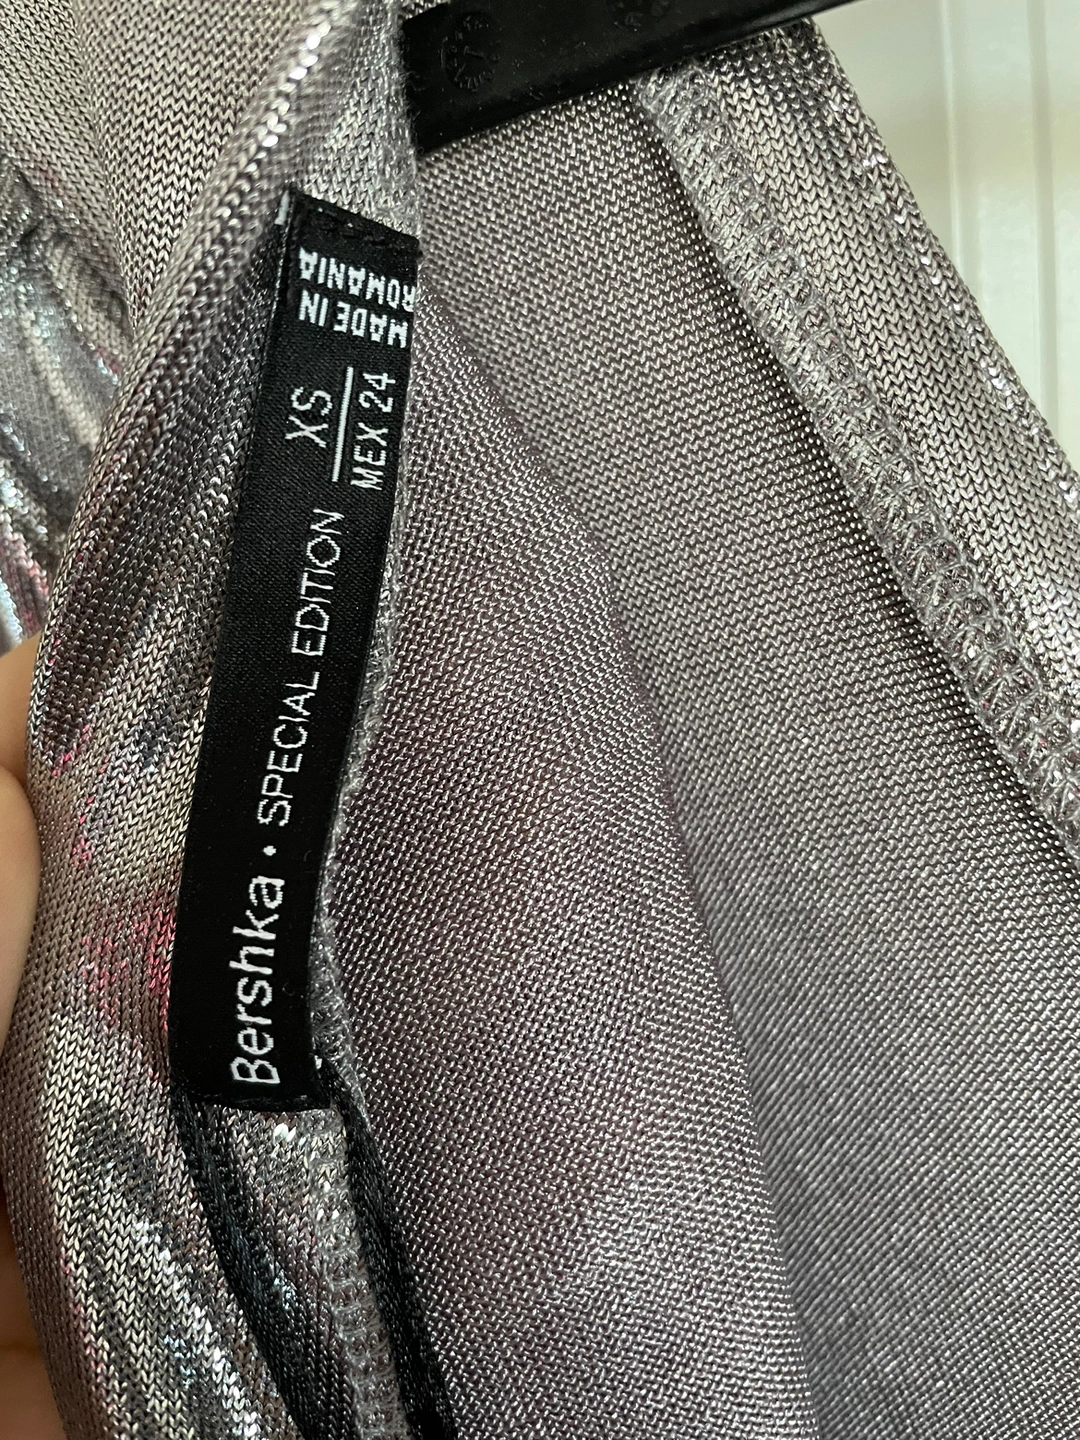 Bershka • SPECIAL EDITION
XS
MEX 24
MADE IN
ROMANIA